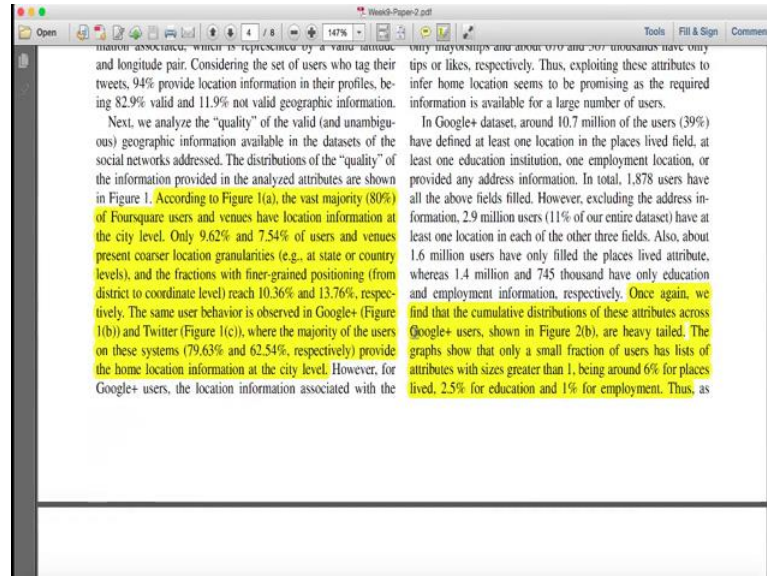 Week9-Paper-2.pdf
Open
4 / 8
147%
Tools
Fill & Sign
Commen
mation associated, which is represented by a valid latitude
and longitude pair. Considering the set of users who tag their
tweets, 94% provide location information in their profiles, be-
ing 82.9% valid and 11.9% not valid geographic information.
Next, we analyze the “quality” of the valid (and unambigu-
ous) geographic information available in the datasets of the
social networks addressed. The distributions of the “quality” of
the information provided in the analyzed attributes are shown
in Figure 1. According to Figure 1(a), the vast majority (80%)
of Foursquare users and venues have location information at
the city level. Only 9.62% and 7.54% of users and venues
present coarser location granularities (e.g., at state or country
levels), and the fractions with finer-grained positioning (from
district to coordinate level) reach 10.36% and 13.76%, respec-
tively. The same user behavior is observed in Google+ (Figure
1(b)) and Twitter (Figure 1(c)), where the majority of the users
on these systems (79.63% and 62.54%, respectively) provide
the home location information at the city level. However, for
Google+ users, the location information associated with the
only mayorships and about 670 and 507 thousands have only
tips or likes, respectively. Thus, exploiting these attributes to
infer home location seems to be promising as the required
information is available for a large number of users.
In Google+ dataset, around 10.7 million of the users (39%)
have defined at least one location in the places lived field, at
least one education institution, one employment location, or
provided any address information. In total, 1,878 users have
all the above fields filled. However, excluding the address in-
formation, 2.9 million users (11% of our entire dataset) have at
least one location in each of the other three fields. Also, about
1.6 million users have only filled the places lived attribute,
whereas 1.4 million and 745 thousand have only education
and employment information, respectively. Once again, we
find that the cumulative distributions of these attributes across
Google+ users, shown in Figure 2(b), are heavy tailed. The
graphs show that only a small fraction of users has lists of
attributes with sizes greater than 1, being around 6% for places
lived, 2.5% for education and 1% for employment. Thus, as